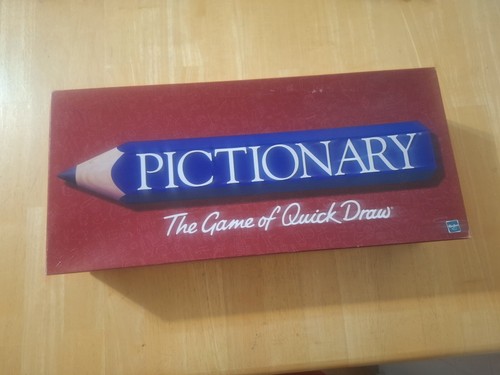 PICTIONARY
The Game of Quick Draw